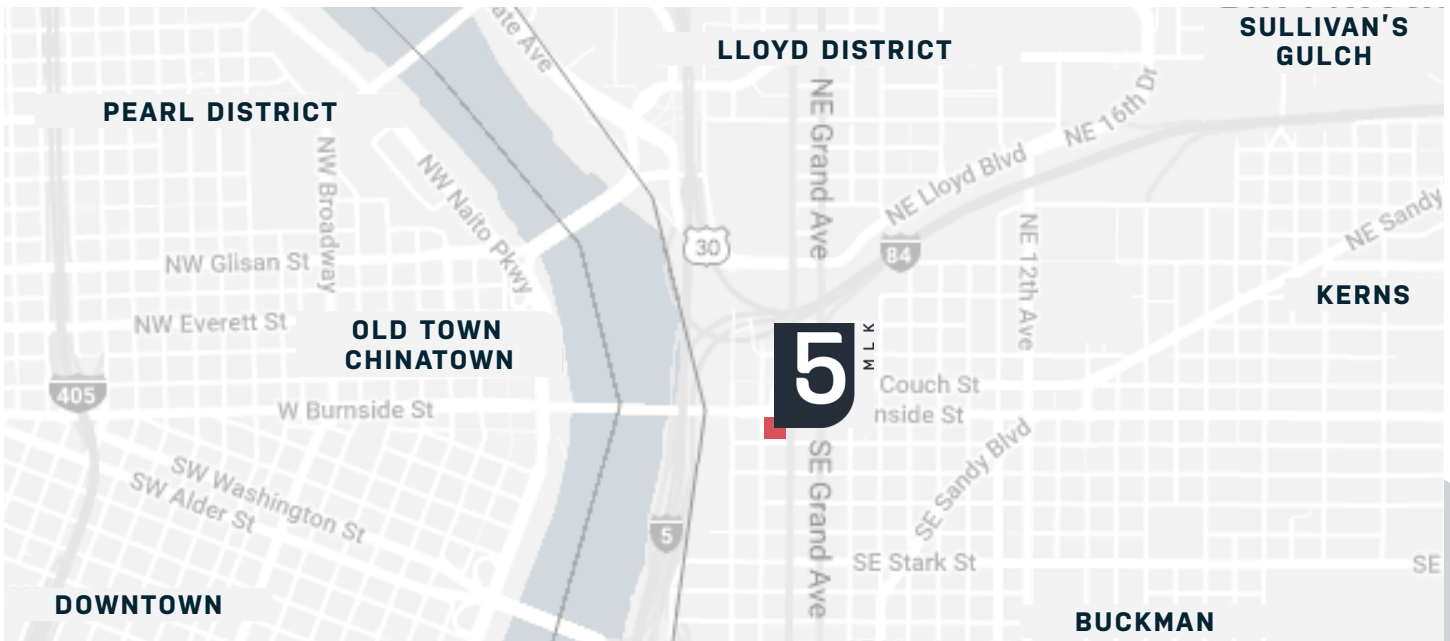 SULLIVAN'S
GULCH
LLOYD DISTRICT
ate Ave
PEARL DISTRICT
NE Grand Ave
NE 16th Dr
NE Lloyd Blvd
NW Broadway
NW Naito Pkwy
NE Sandy
30
84
NE 12th Ave
NW Glisan St
KERNS
NW Everett St
OLD TOWN
CHINATOWN
5
MLK
405
Couch St
W Burnside St
nside St
SE Sandy Blvd
SE Grand Ave
SW Washington St
SW Alder St
5
SE Stark St
SE
DOWNTOWN
BUCKMAN